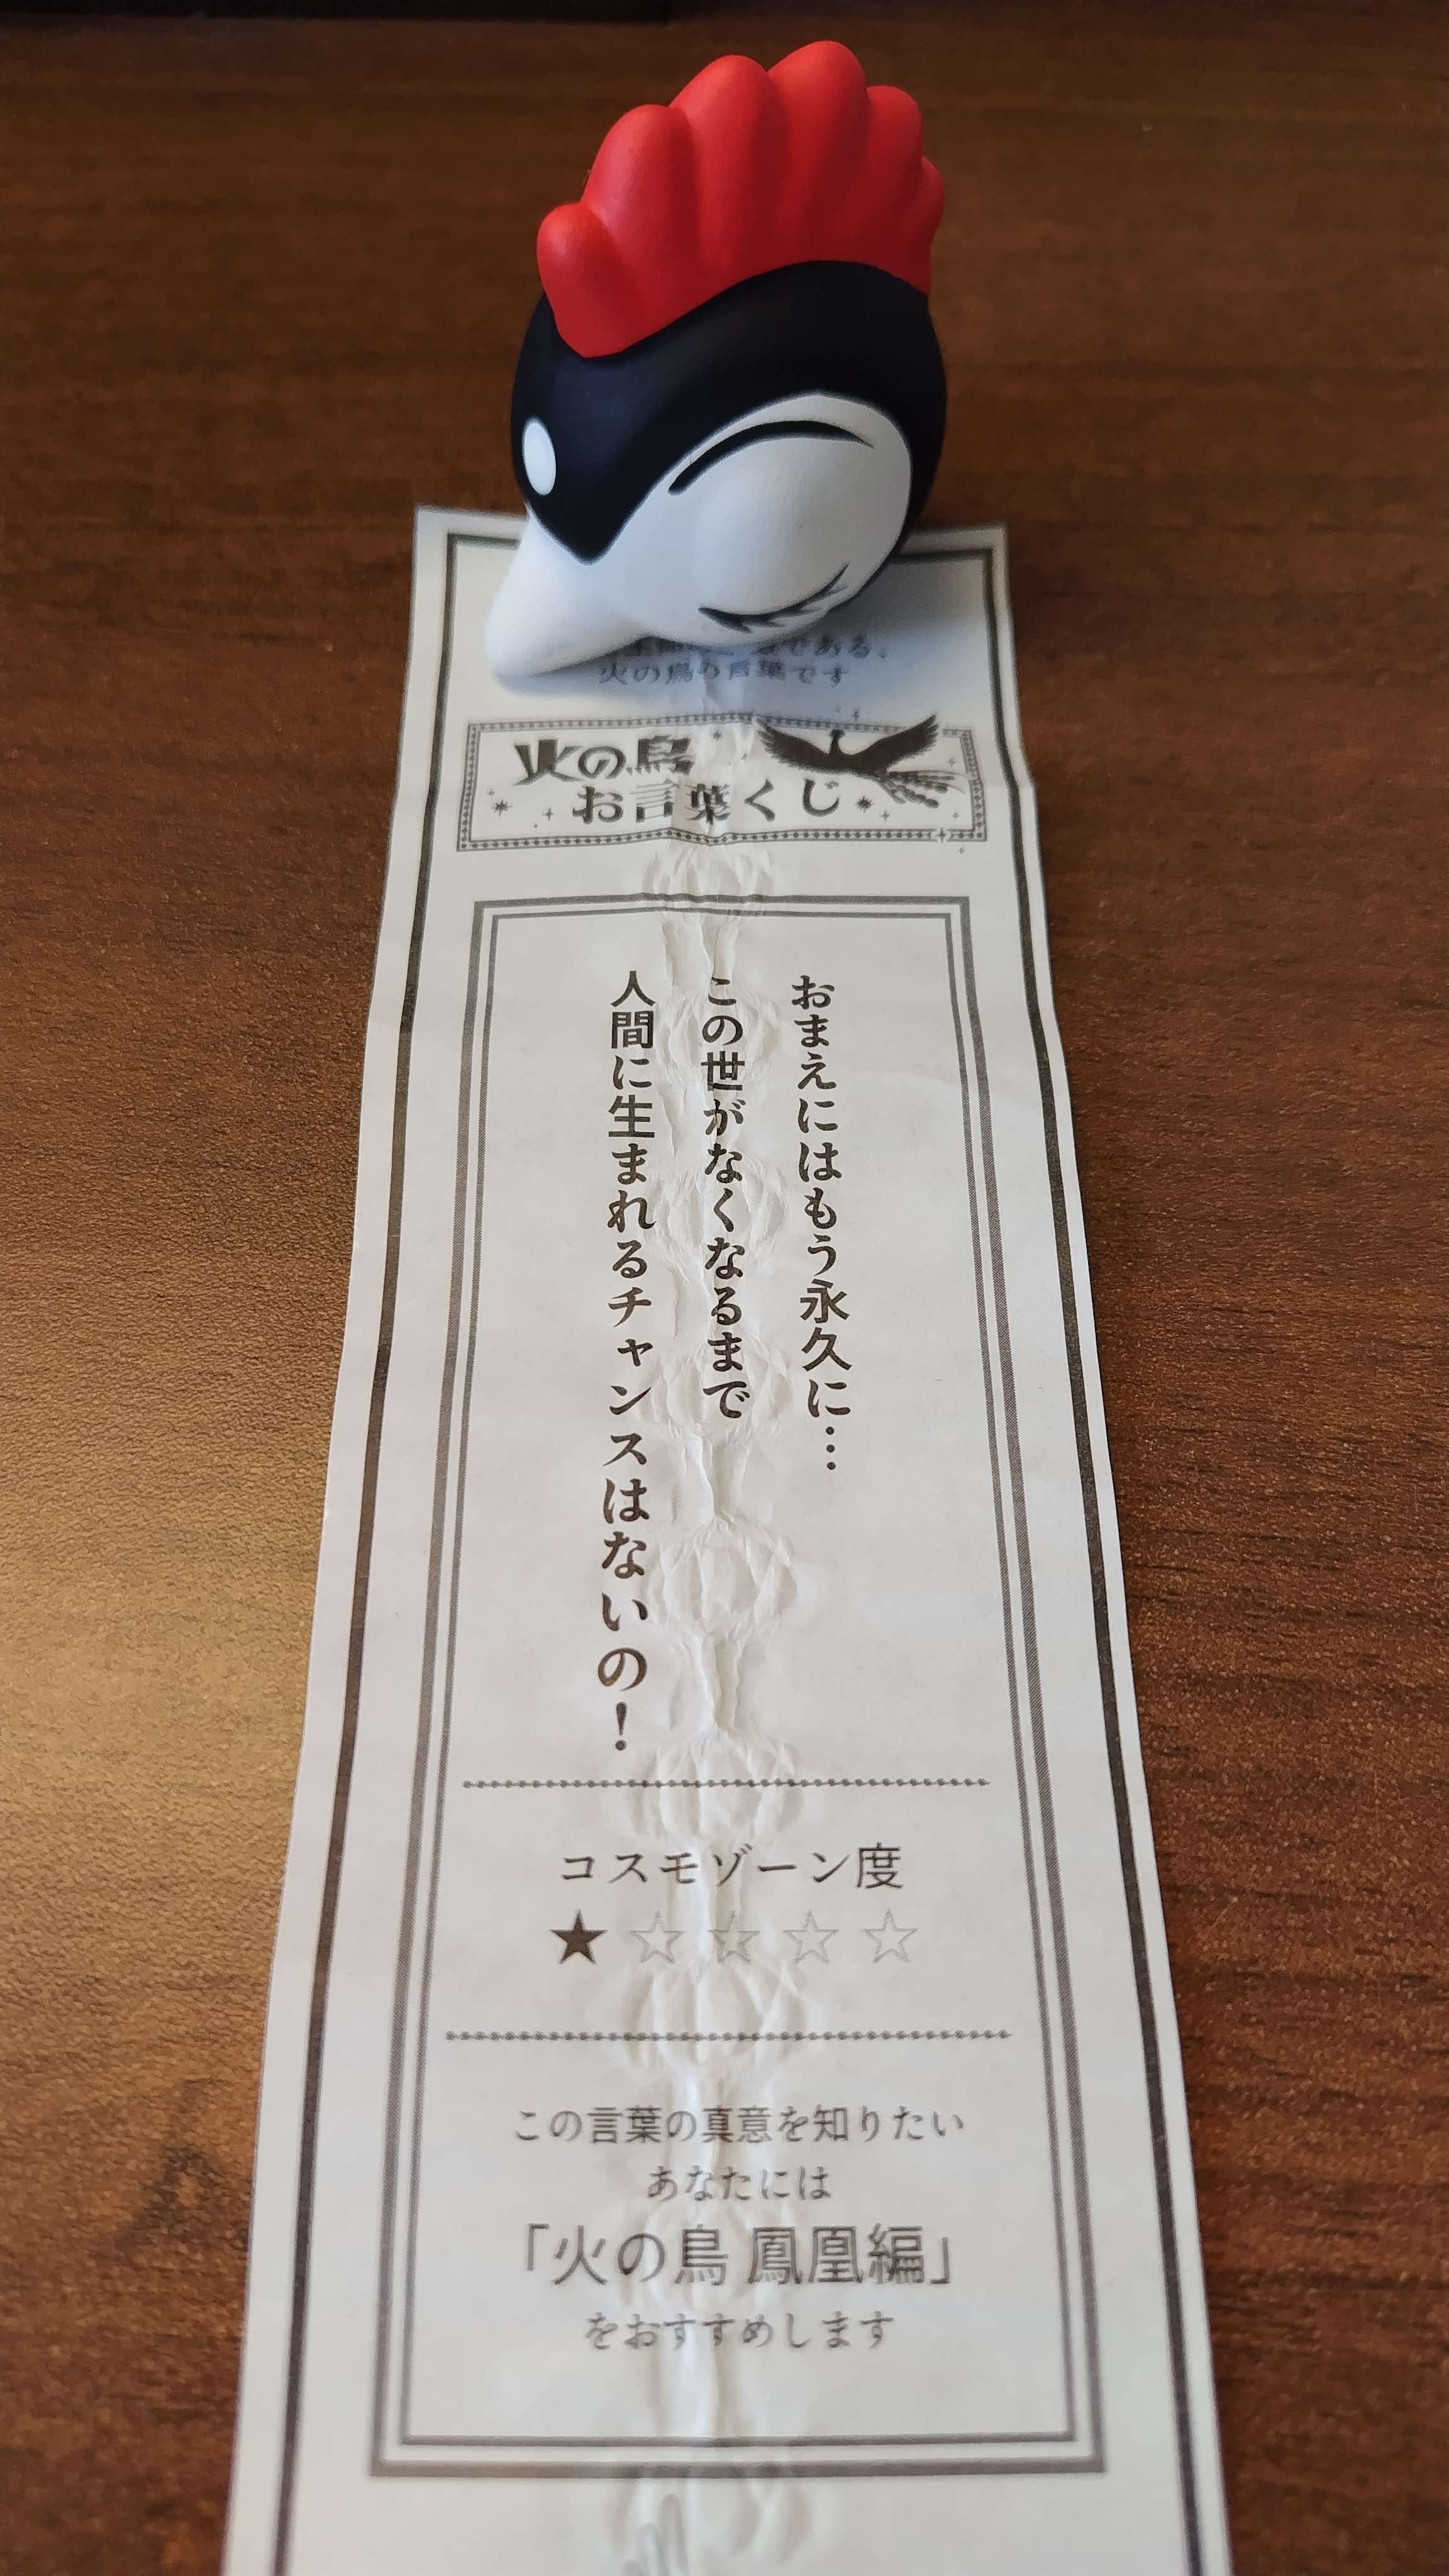 である、
火の鳥の言葉です
火の鳥
お言葉くじ
おまえにはもう永久に…
この世がなくなるまで
人間に生まれるチャンスはないの！
コスモゾーン度
★☆☆☆☆
この言葉の真意を知りたい
あなたには
「火の鳥 鳳凰編」
をおすすめします